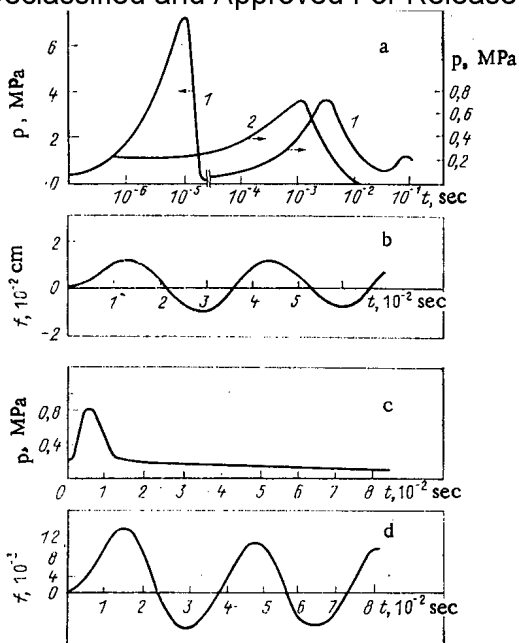 eclassified and Approved For Release
a
p, MPa
p, MPa
6
4
2
0
0,8
0,6
0,4
0,2
1
2
1
10⁻⁶ 10⁻⁵ 10⁻⁴ 10⁻³ 10⁻² 10⁻¹ t, sec
b
f, 10⁻² cm
2
0
-2
1 2 3 4 5 t, 10⁻² sec
c
p, MPa
0,8
0,4
0 1 2 3 4 5 6 7 8 t, 10⁻² sec
d
f, 10⁻²
12
8
4
0
1 2 3 4 5 6 7 8 t, 10⁻² sec